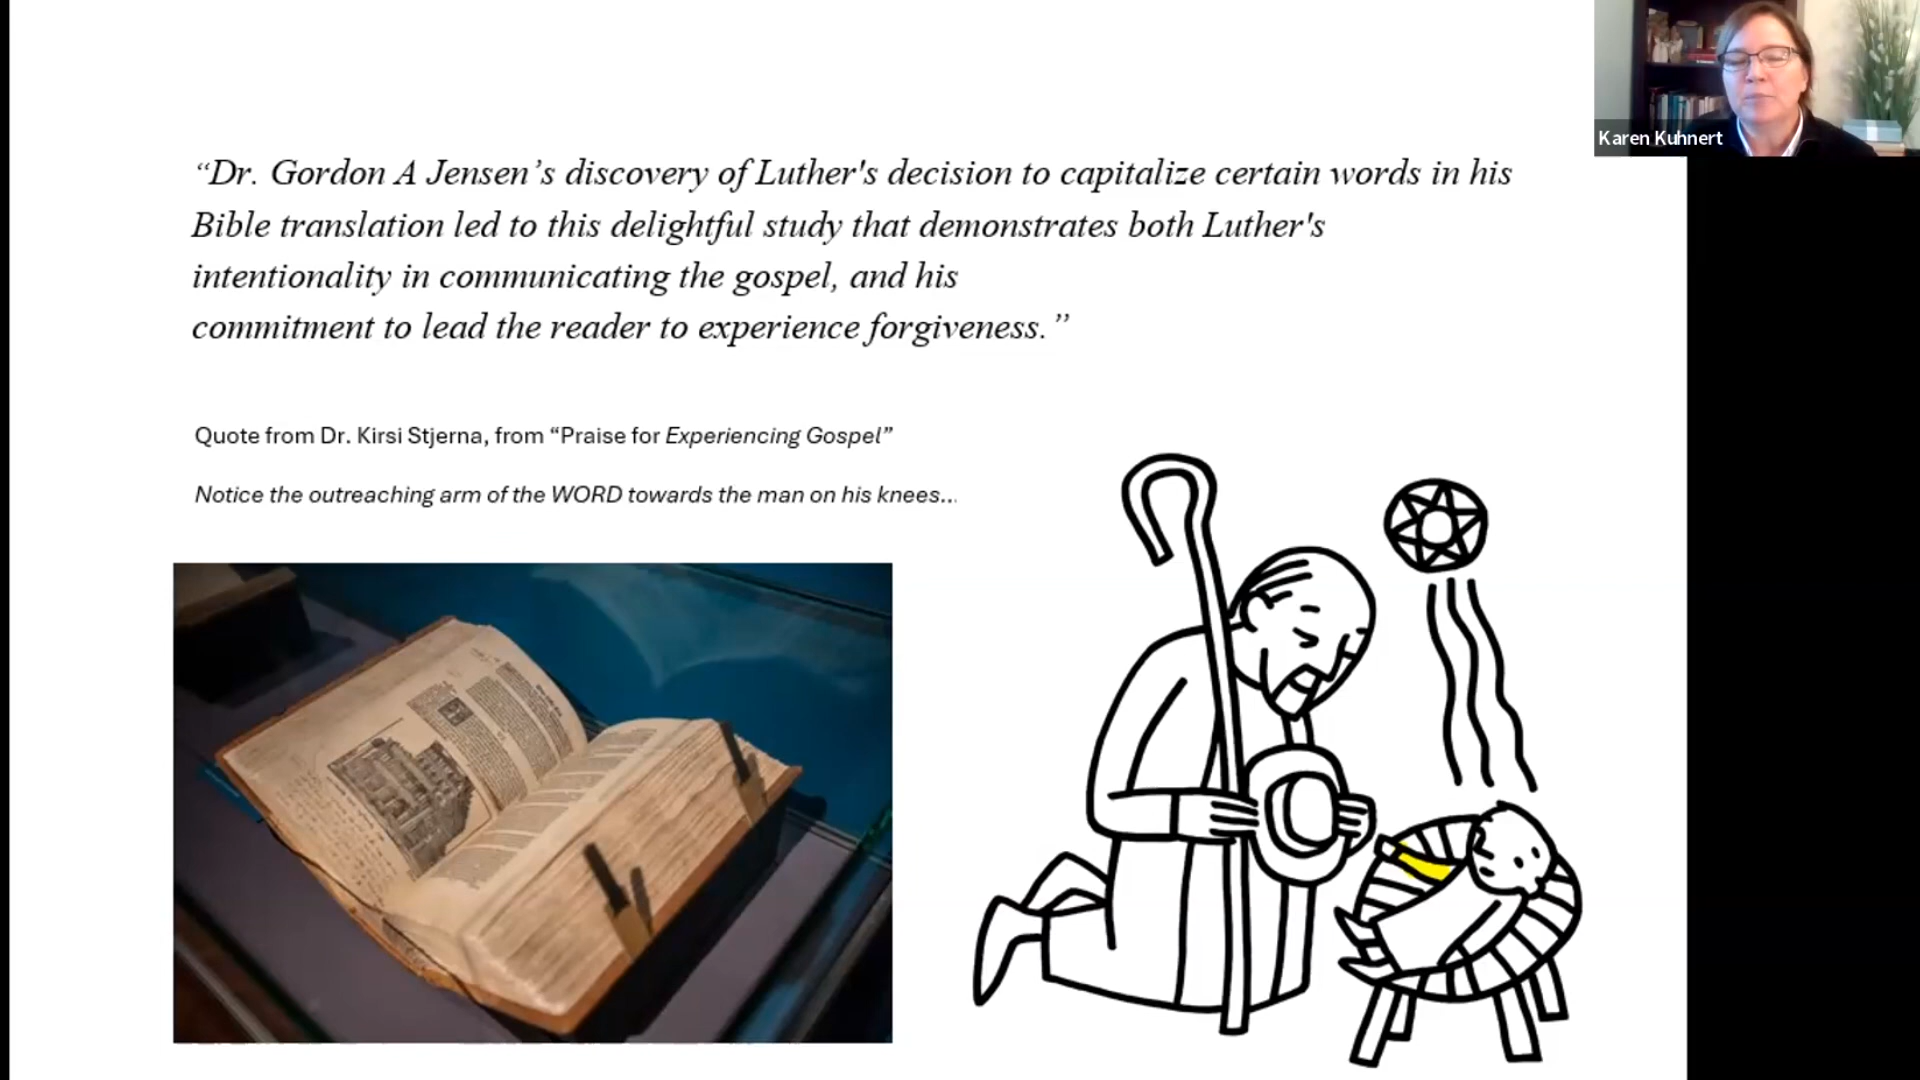 “Dr. Gordon A Jensen’s discovery of Luther's decision to capitalize certain words in his
Bible translation led to this delightful study that demonstrates both Luther's
intentionality in communicating the gospel, and his
commitment to lead the reader to experience forgiveness.”
Quote from Dr. Kirsi Stjerna, from “Praise for Experiencing Gospel”
Notice the outreaching arm of the WORD towards the man on his knees...
Karen Kuhnert